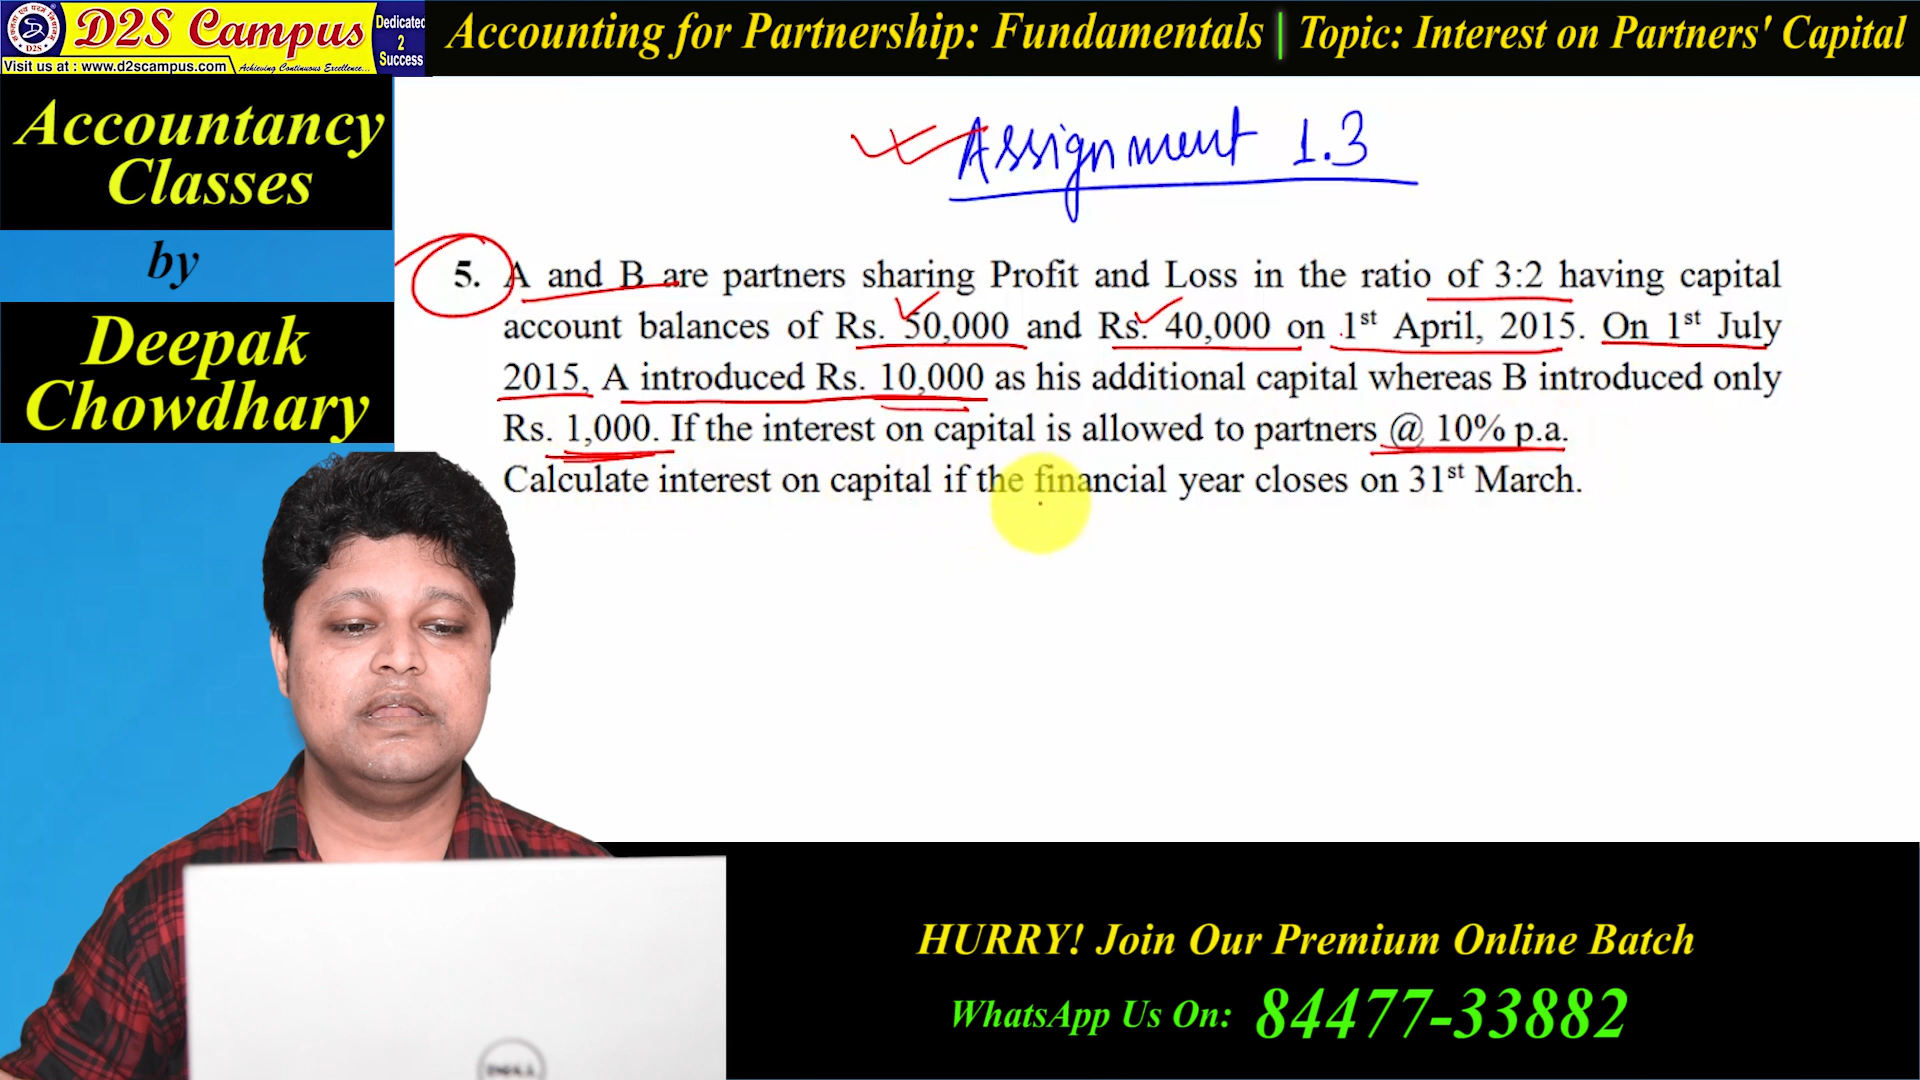 D2S
D2S Campus
Dedicated
2
Success
Visit us at : www.d2scampus.com
Achieving Continuous Excellence...
Accounting for Partnership: Fundamentals | Topic: Interest on Partners' Capital
Accountancy
Classes
by
Deepak
Chowdhary
Assignment 1.3
5. A and B are partners sharing Profit and Loss in the ratio of 3:2 having capital
account balances of Rs. 50,000 and Rs. 40,000 on 1st April, 2015. On 1st July
2015, A introduced Rs. 10,000 as his additional capital whereas B introduced only
Rs. 1,000. If the interest on capital is allowed to partners @ 10% p.a.
Calculate interest on capital if the financial year closes on 31st March.
DELL
HURRY! Join Our Premium Online Batch
WhatsApp Us On: 84477-33882